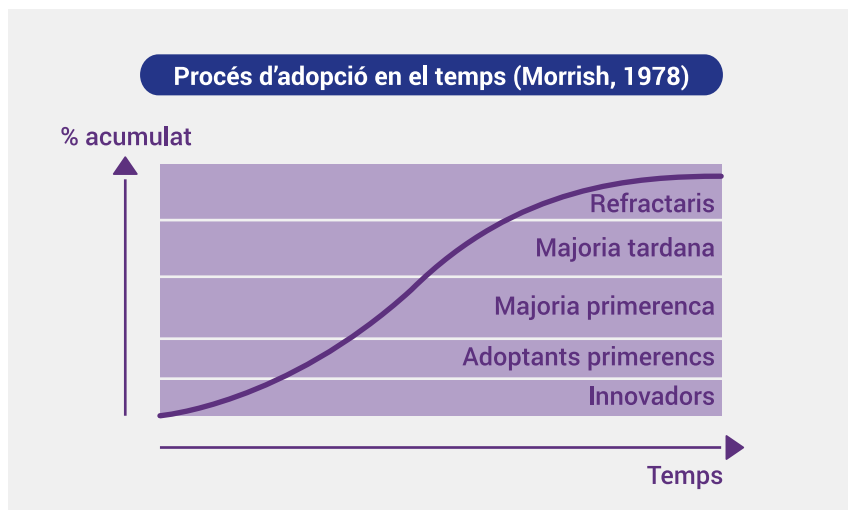 Procés d’adopció en el temps (Morrish, 1978)
% acumulat
Refractaris
Majoria tardana
Majoria primerenca
Adoptants primerencs
Innovadors
Temps